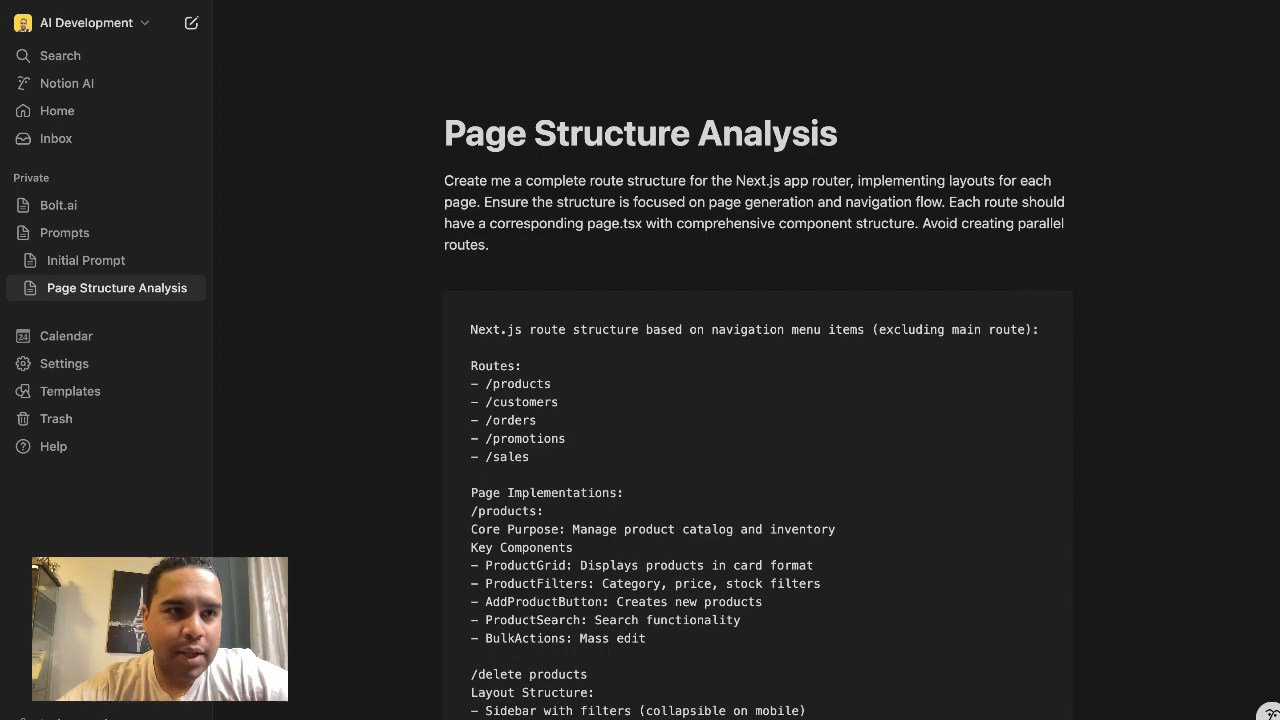 AI Development
Search
Notion AI
Home
Inbox
Private
Bolt.ai
Prompts
Initial Prompt
Page Structure Analysis
24
Calendar
Settings
Templates
Trash
Help
Page Structure Analysis
Create me a complete route structure for the Next.js app router, implementing layouts for each
page. Ensure the structure is focused on page generation and navigation flow. Each route should
have a corresponding page.tsx with comprehensive component structure. Avoid creating parallel
routes.
Next.js route structure based on navigation menu items (excluding main route):
Routes:
- /products
- /customers
- /orders
- /promotions
- /sales
Page Implementations:
/products:
Core Purpose: Manage product catalog and inventory
Key Components
- ProductGrid: Displays products in card format
- ProductFilters: Category, price, stock filters
- AddProductButton: Creates new products
- ProductSearch: Search functionality
- BulkActions: Mass edit
/delete products
Layout Structure:
- Sidebar with filters (collapsible on mobile)